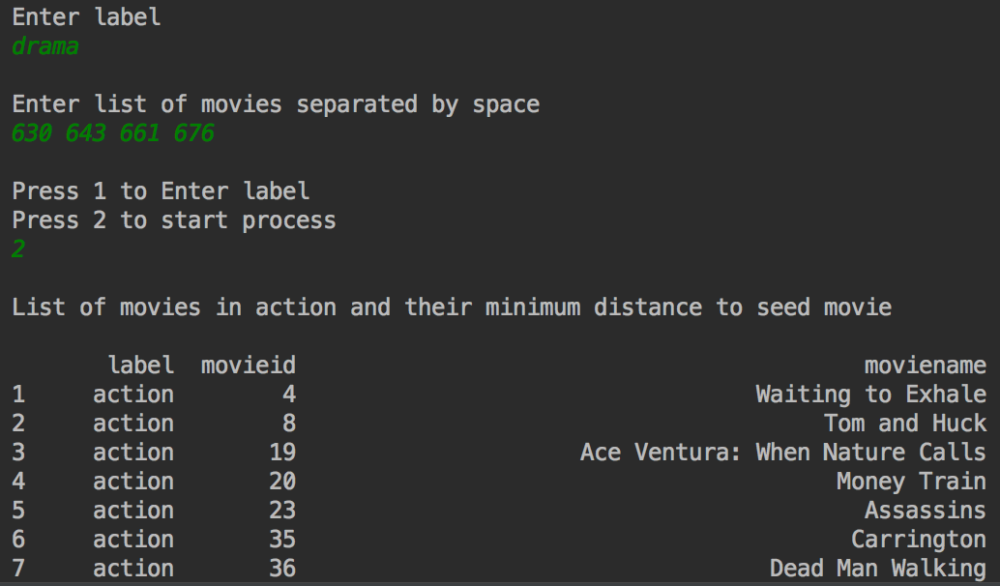 Enter label
drama
Enter list of movies separated by space
630 643 661 676
Press 1 to Enter label
Press 2 to start process
2
List of movies in action and their minimum distance to seed movie
label movieid moviename
1 action 4 Waiting to Exhale
2 action 8 Tom and Huck
3 action 19 Ace Ventura: When Nature Calls
4 action 20 Money Train
5 action 23 Assassins
6 action 35 Carrington
7 action 36 Dead Man Walking